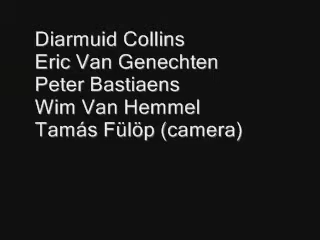 Diarmuid Collins
Eric Van Genechten
Peter Bastiaens
Wim Van Hemmel
Tamás Fülöp (camera)